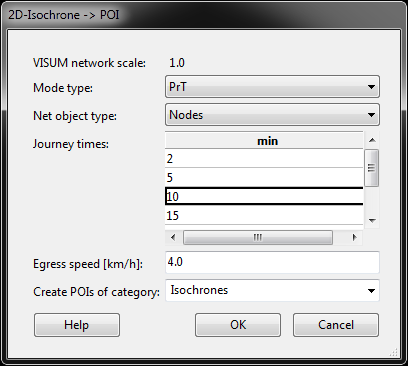 2D-Isochrone -> POI
VISUM network scale: 1.0
Mode type: PrT
Net object type: Nodes
Journey times: min
2
5
10
15
Egress speed [km/h]: 4.0
Create POIs of category: Isochrones
Help OK Cancel